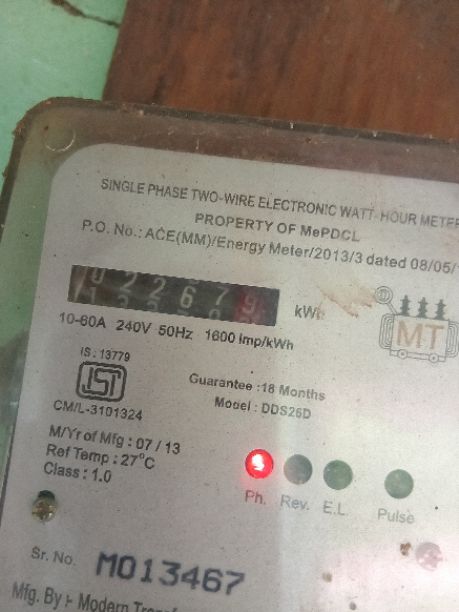 SINGLE PHASE TWO-WIRE ELECTRONIC WATT-HOUR METER
PROPERTY OF MePDCL
P.O. No.: ACE(MM)/Energy Meter/2013/3 dated 08/05/
022679 kWh
10-60A 240V 50Hz 1600 Imp/kWh
MT
IS : 13779
ISI
CM/L-3101324
Guarantee :18 Months
Model : DDS26D
M/Yr of Mfg : 07 / 13
Ref Temp : 27°C
Class : 1.0
Ph. Rev. E.L. Pulse
Sr. No. M013467
Mfg. By :- Modern